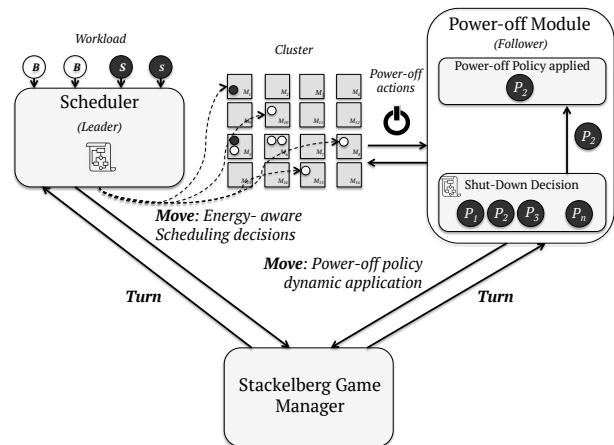 Workload
B B S s
Scheduler
(Leader)
Cluster
Power-off
actions
Power-off Module
(Follower)
Power-off Policy applied
P2
P2
Shut-Down Decision
P1 P2 P3 Pn
Move: Energy- aware
Scheduling decisions
Move: Power-off policy
dynamic application
Turn
Turn
Stackelberg Game
Manager